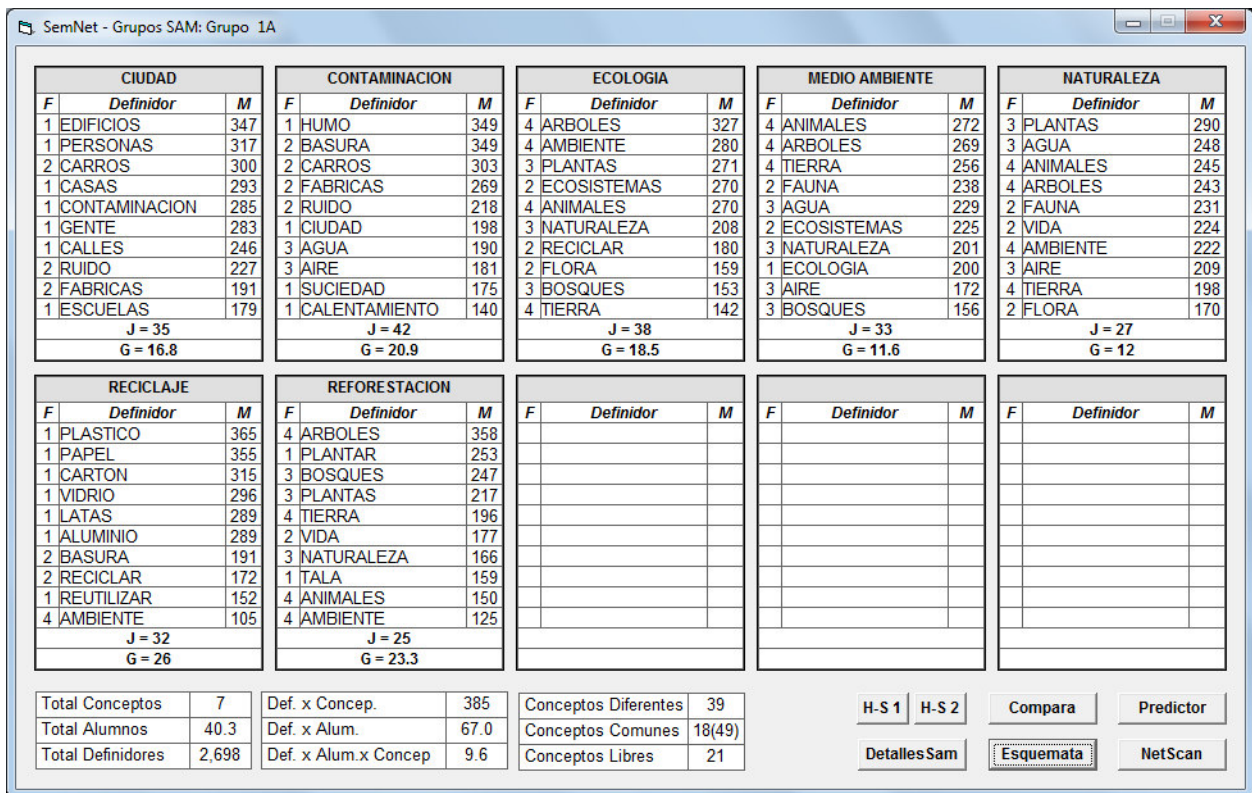 SemNet - Grupos SAM: Grupo 1A
CIUDAD
F Definidor M
1 EDIFICIOS 347
1 PERSONAS 317
2 CARROS 300
1 CASAS 293
1 CONTAMINACION 285
1 GENTE 283
1 CALLES 246
2 RUIDO 227
2 FABRICAS 191
1 ESCUELAS 179
J = 35
G = 16.8
CONTAMINACION
F Definidor M
1 HUMO 349
2 BASURA 349
2 CARROS 303
2 FABRICAS 269
2 RUIDO 218
1 CIUDAD 198
3 AGUA 190
3 AIRE 181
1 SUCIEDAD 175
1 CALENTAMIENTO 140
J = 42
G = 20.9
ECOLOGIA
F Definidor M
4 ARBOLES 327
4 AMBIENTE 280
3 PLANTAS 271
2 ECOSISTEMAS 270
4 ANIMALES 270
3 NATURALEZA 208
2 RECICLAR 180
2 FLORA 159
3 BOSQUES 153
4 TIERRA 142
J = 38
G = 18.5
MEDIO AMBIENTE
F Definidor M
4 ANIMALES 272
4 ARBOLES 269
4 TIERRA 256
2 FAUNA 238
3 AGUA 229
2 ECOSISTEMAS 225
3 NATURALEZA 201
1 ECOLOGIA 200
3 AIRE 172
3 BOSQUES 156
J = 33
G = 11.6
NATURALEZA
F Definidor M
3 PLANTAS 290
3 AGUA 248
4 ANIMALES 245
4 ARBOLES 243
2 FAUNA 231
2 VIDA 224
4 AMBIENTE 222
3 AIRE 209
4 TIERRA 198
2 FLORA 170
J = 27
G = 12
RECICLAJE
F Definidor M
1 PLASTICO 365
1 PAPEL 355
1 CARTON 315
1 VIDRIO 296
1 LATAS 289
1 ALUMINIO 289
2 BASURA 191
2 RECICLAR 172
1 REUTILIZAR 152
4 AMBIENTE 105
J = 32
G = 26
REFORESTACION
F Definidor M
4 ARBOLES 358
1 PLANTAR 253
3 BOSQUES 247
3 PLANTAS 217
4 TIERRA 196
2 VIDA 177
3 NATURALEZA 166
1 TALA 159
4 ANIMALES 150
4 AMBIENTE 125
J = 25
G = 23.3
F Definidor M
F Definidor M
F Definidor M
Total Conceptos 7
Total Alumnos 40.3
Total Definidores 2,698
Def. x Concep. 385
Def. x Alum. 67.0
Def. x Alum.x Concep 9.6
Conceptos Diferentes 39
Conceptos Comunes 18(49)
Conceptos Libres 21
H-S 1 H-S 2 Compara Predictor
DetallesSam Esquemata NetScan